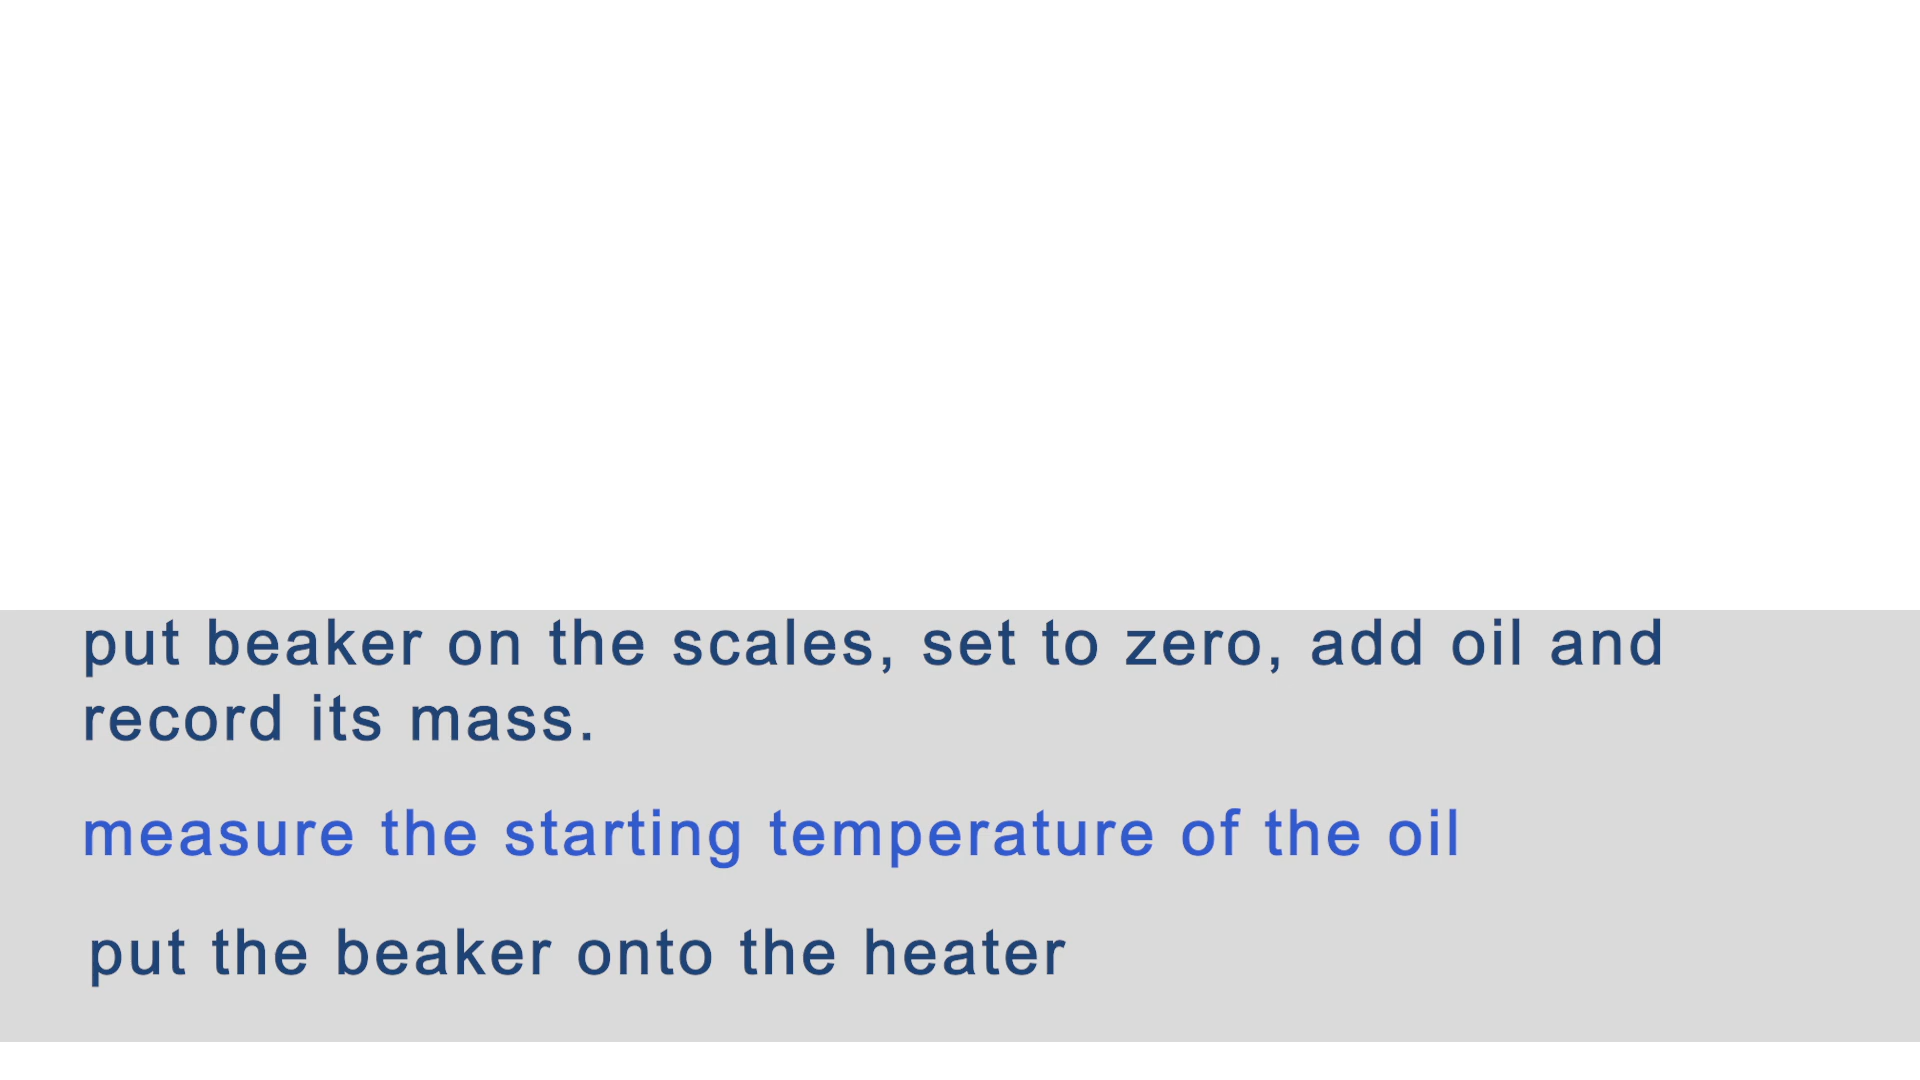 put beaker on the scales, set to zero, add oil and
record its mass.
measure the starting temperature of the oil
put the beaker onto the heater